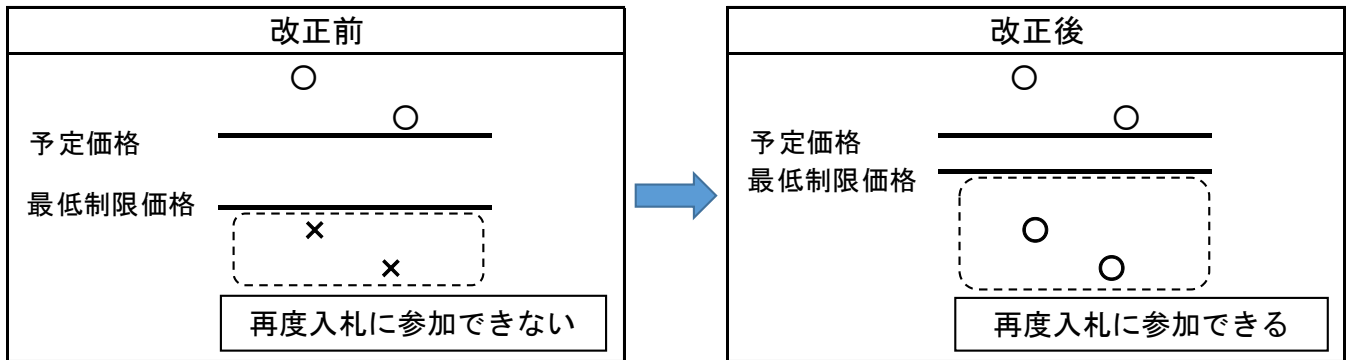 改正前
○
○
予定価格
最低制限価格
×
×
再度入札に参加できない
改正後
○
○
予定価格
最低制限価格
○
○
再度入札に参加できる